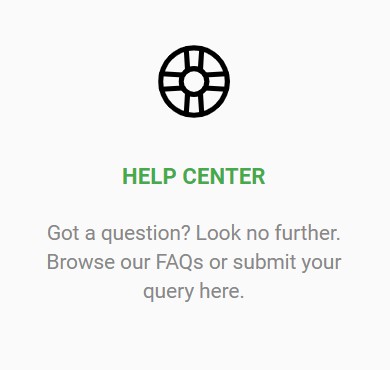 HELP CENTER
Got a question? Look no further.
Browse our FAQs or submit your
query here.